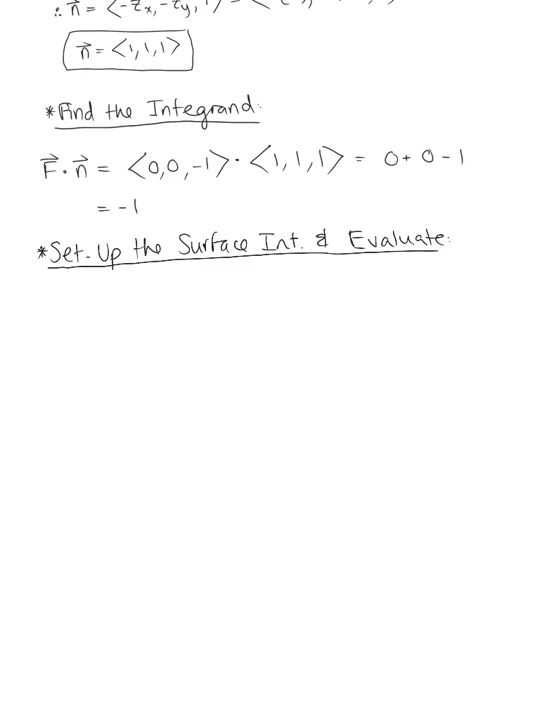 ∴ n⃗ = <-z_x, -z_y, 1> = <
n⃗ = <1, 1, 1>
*Find the Integrand:
F⃗ · n⃗ = <0, 0, -1> · <1, 1, 1> = 0 + 0 - 1
= -1
*Set-Up the Surface Int. & Evaluate: